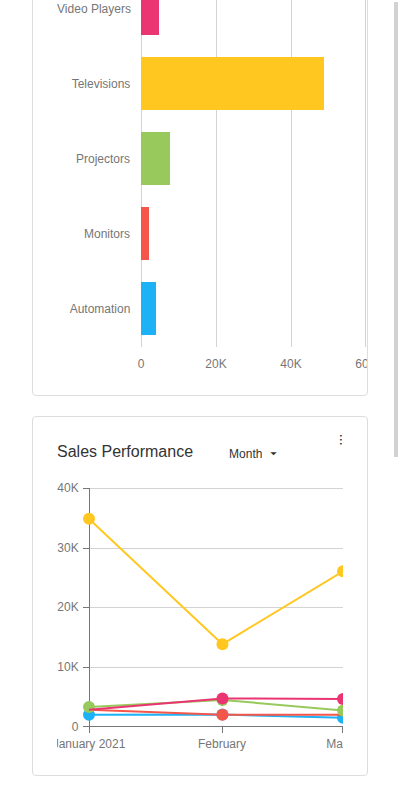 Video Players
Televisions
Projectors
Monitors
Automation
0 20K 40K 60
Sales Performance Month
40K
30K
20K
10K
0
January 2021 February Ma